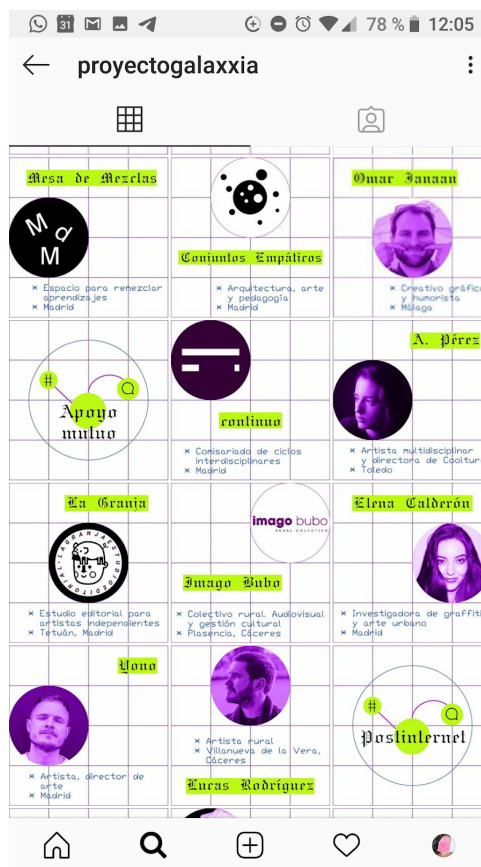 31
78 %
12:05
proyectogalaxxia
Mesa de Mezclas
M d
M
* Espacio para remezclar
aprendizajes
* Madrid
Conjuntos Empáticos
* Arquitectura, arte
y pedagogía
* Madrid
Omar Janaan
* Creativo gráfico
y humorista
* Málaga
#
Apoyo
mutuo
continuo
* Comisariado de ciclos
interdisciplinares
* Madrid
A. Pérez
* Artista multidisciplinar
y directora de Cooltur
* Toledo
La Granja
LAGRANJAESTUDIOEDITORIAL
* Estudio editorial para
artistas independientes
* Tetuán, Madrid
imago bubo
RURAL COLECTIVO
Imago Bubo
* Colectivo rural. Audiovisual
y gestión cultural
* Plasencia, Cáceres
Elena Calderón
* Investigadora de graffiti
y arte urbano
* Madrid
Yono
* Artista, director de
arte
* Madrid
* Artista rural
* Villanueva de la Vera,
Cáceres
Lucas Rodríguez
#
Postinternet